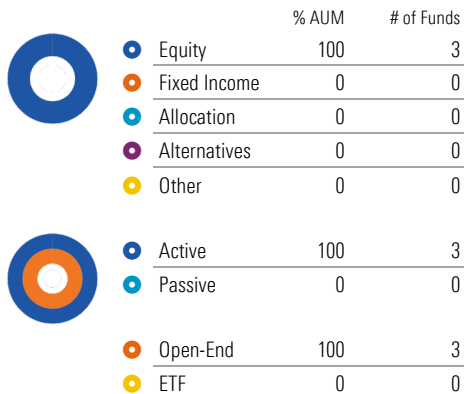 % AUM # of Funds
Equity 100 3
Fixed Income 0 0
Allocation 0 0
Alternatives 0 0
Other 0 0
Active 100 3
Passive 0 0
Open-End 100 3
ETF 0 0